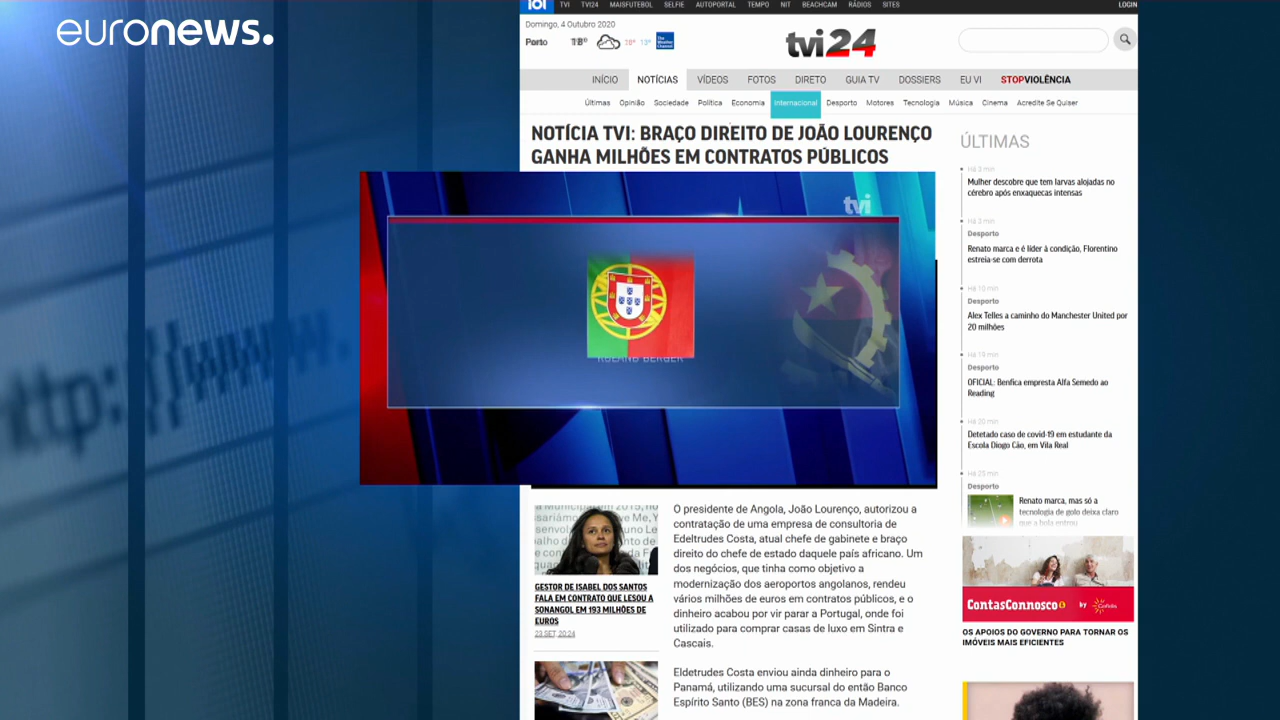 euronews.
IOI TVI TVI24 MAISFUTEBOL SELFIE AUTOPORTAL TEMPO NIT BEACHCAM RÁDIOS SITES LOGIN
Domingo, 4 Outubro 2020
Porto 18º 18º 13º
tvi24
INÍCIO NOTÍCIAS VÍDEOS FOTOS DIRETO GUIA TV DOSSIERS EU VI STOPVIOLÊNCIA
Últimas Opinião Sociedade Política Economia Internacional Desporto Motores Tecnologia Música Cinema Acredite Se Quiser
NOTÍCIA TVI: BRAÇO DIREITO DE JOÃO LOURENÇO
GANHA MILHÕES EM CONTRATOS PÚBLICOS
tvi
ROLAND BERGER
GESTOR DE ISABEL DOS SANTOS
FALA EM CONTRATO QUE LESOU A
SONANGOL EM 193 MILHÕES DE
EUROS
23 SET, 20:24
O presidente de Angola, João Lourenço, autorizou a
contratação de uma empresa de consultoria de
Edeltrudes Costa, atual chefe de gabinete e braço
direito do chefe de estado daquele país africano. Um
dos negócios, que tinha como objetivo a
modernização dos aeroportos angolanos, rendeu
vários milhões de euros em contratos públicos, e o
dinheiro acabou por vir parar a Portugal, onde foi
utilizado para comprar casas de luxo em Sintra e
Cascais.
Eldetrudes Costa enviou ainda dinheiro para o
Panamá, utilizando uma sucursal do então Banco
Espírito Santo (BES) na zona franca da Madeira.
ÚLTIMAS
Há 3 min
Mulher descobre que tem larvas alojadas no
cérebro após enxaquecas intensas
Há 3 min
Desporto
Renato marca e é líder à condição, Florentino
estreia-se com derrota
Há 10 min
Desporto
Alex Telles a caminho do Manchester United por
20 milhões
Há 19 min
Desporto
OFICIAL: Benfica empresta Alfa Semedo ao
Reading
Há 20 min
Detetado caso de covid-19 em estudante da
Escola Diogo Cão, em Vila Real
Há 25 min
Desporto
Renato marca, mas só a
tecnologia de golo deixa claro
que a bola entrou
CONTASCONNOSCO by Cofidis
OS APOIOS DO GOVERNO PARA TORNAR OS
IMÓVEIS MAIS EFICIENTES